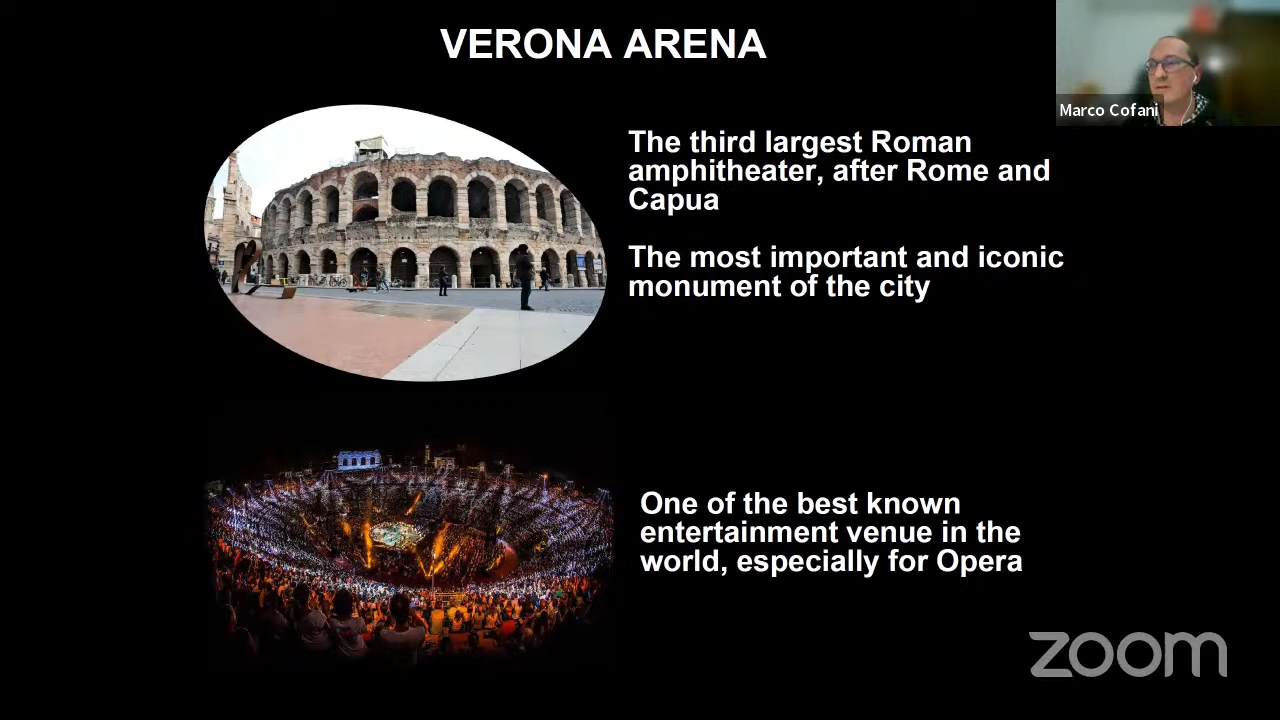 VERONA ARENA
Marco Cofani
The third largest Roman
amphitheater, after Rome and
Capua
The most important and iconic
monument of the city
One of the best known
entertainment venue in the
world, especially for Opera
zoom